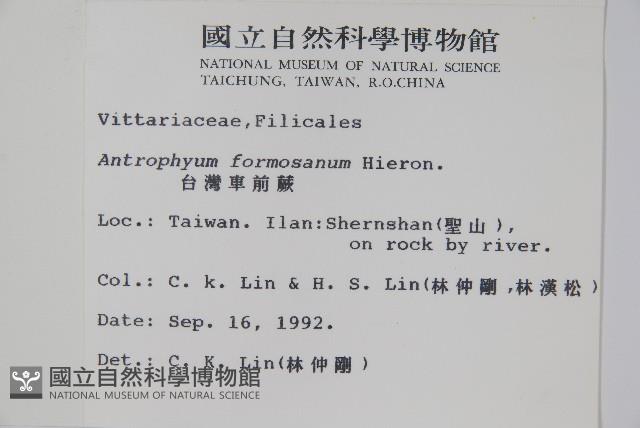 國立自然科學博物館
NATIONAL MUSEUM OF NATURAL SCIENCE
TAICHUNG, TAIWAN, R.O.CHINA
Vittariaceae,Filicales
Antrophyum formosanum Hieron.
台灣車前蕨
Loc.: Taiwan. Ilan:Shernshan(聖山),
on rock by river.
Col.: C. k. Lin & H. S. Lin(林仲剛,林漢松)
Date: Sep. 16, 1992.
Det.: C. K. Lin(林仲剛)
國立自然科學博物館
NATIONAL MUSEUM OF NATURAL SCIENCE